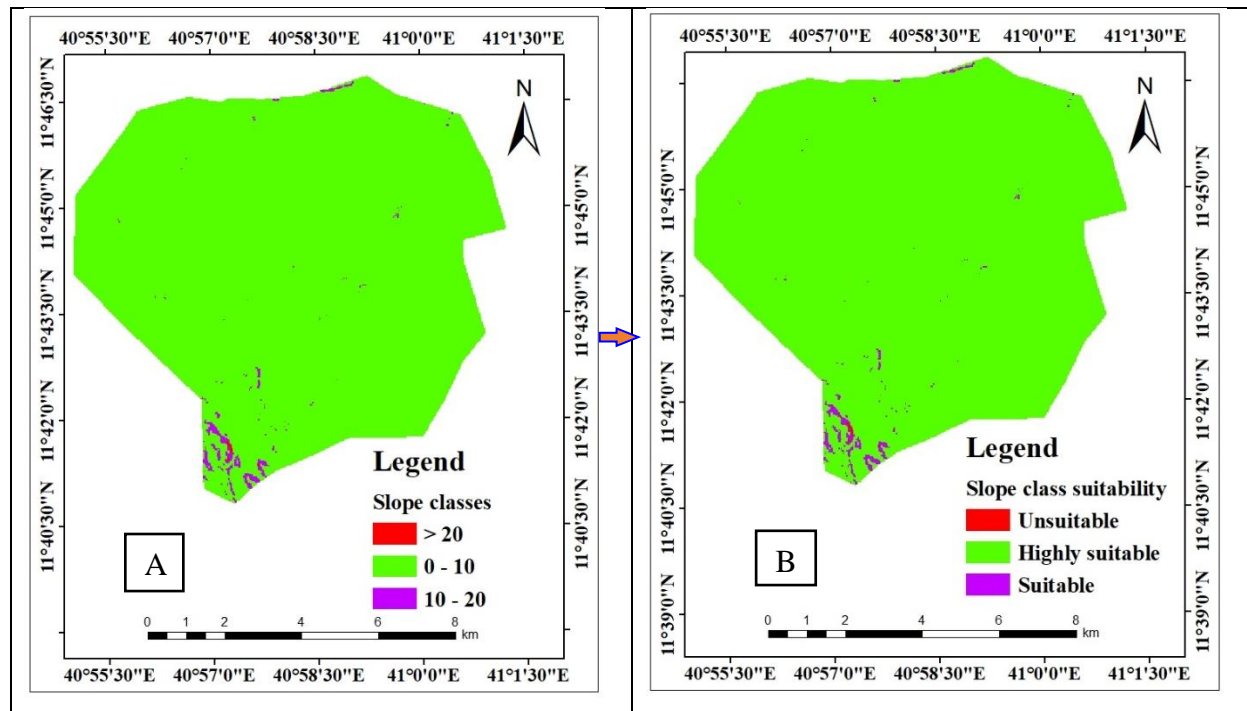 40°55'30"E 40°57'0"E 40°58'30"E 41°0'0"E 41°1'30"E
N
11°46'30"N
11°45'0"N
11°43'30"N
11°42'0"N
11°40'30"N
11°45'0"N
11°43'30"N
11°42'0"N
11°40'30"N
Legend
Slope classes
> 20
0 - 10
10 - 20
A
0 1 2 4 6 8
km
40°55'30"E 40°57'0"E 40°58'30"E 41°0'0"E 41°1'30"E
40°55'30"E 40°57'0"E 40°58'30"E 41°0'0"E 41°1'30"E
N
11°45'0"N
11°43'30"N
11°42'0"N
11°40'30"N
11°39'0"N
11°45'0"N
11°43'30"N
11°42'0"N
11°40'30"N
11°39'0"N
Legend
Slope class suitability
Unsuitable
Highly suitable
Suitable
B
0 1 2 4 6 8
km
40°55'30"E 40°57'0"E 40°58'30"E 41°0'0"E 41°1'30"E